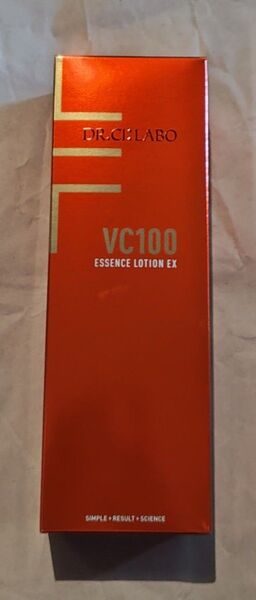 DR.CI:LABO
VC100
ESSENCE LOTION EX
SIMPLE + RESULT + SCIENCE